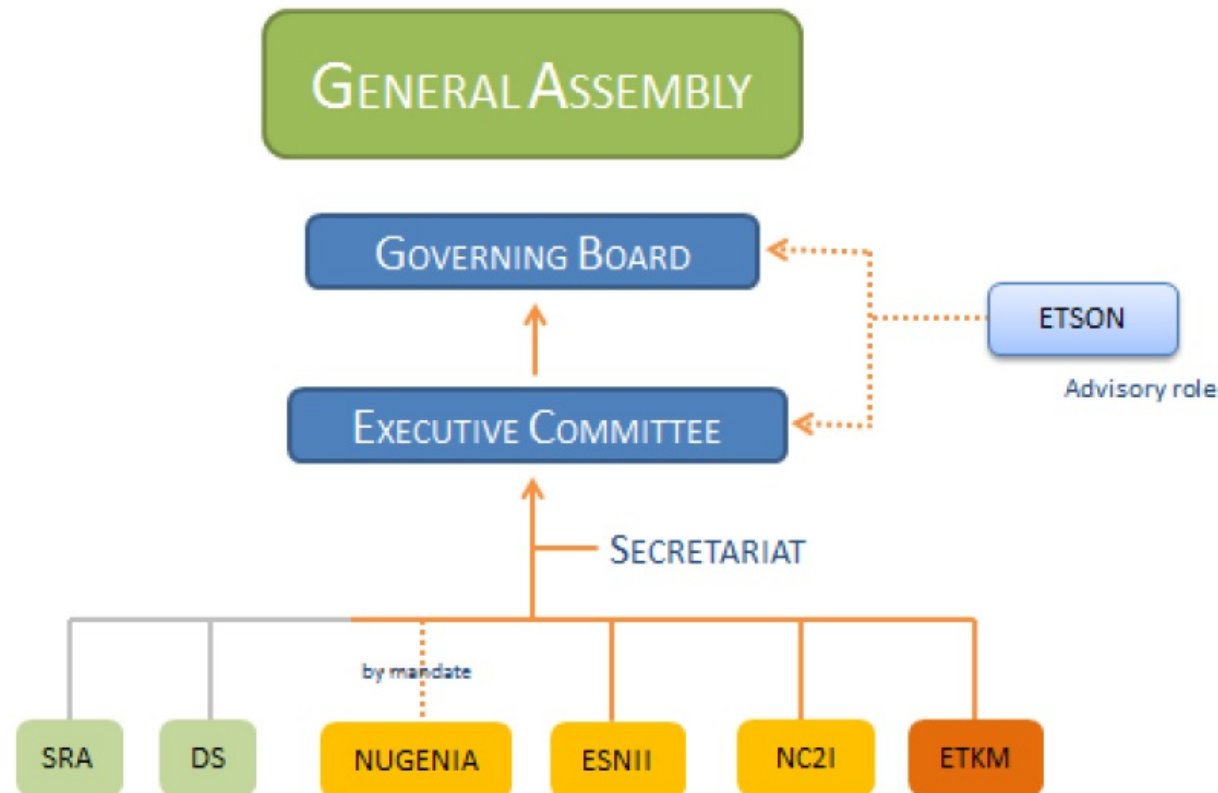 GENERAL ASSEMBLY
GOVERNING BOARD
ETSON
Advisory role
EXECUTIVE COMMITTEE
SECRETARIAT
by mandate
SRA
DS
NUGENIA
ESNII
NC2I
ETKM